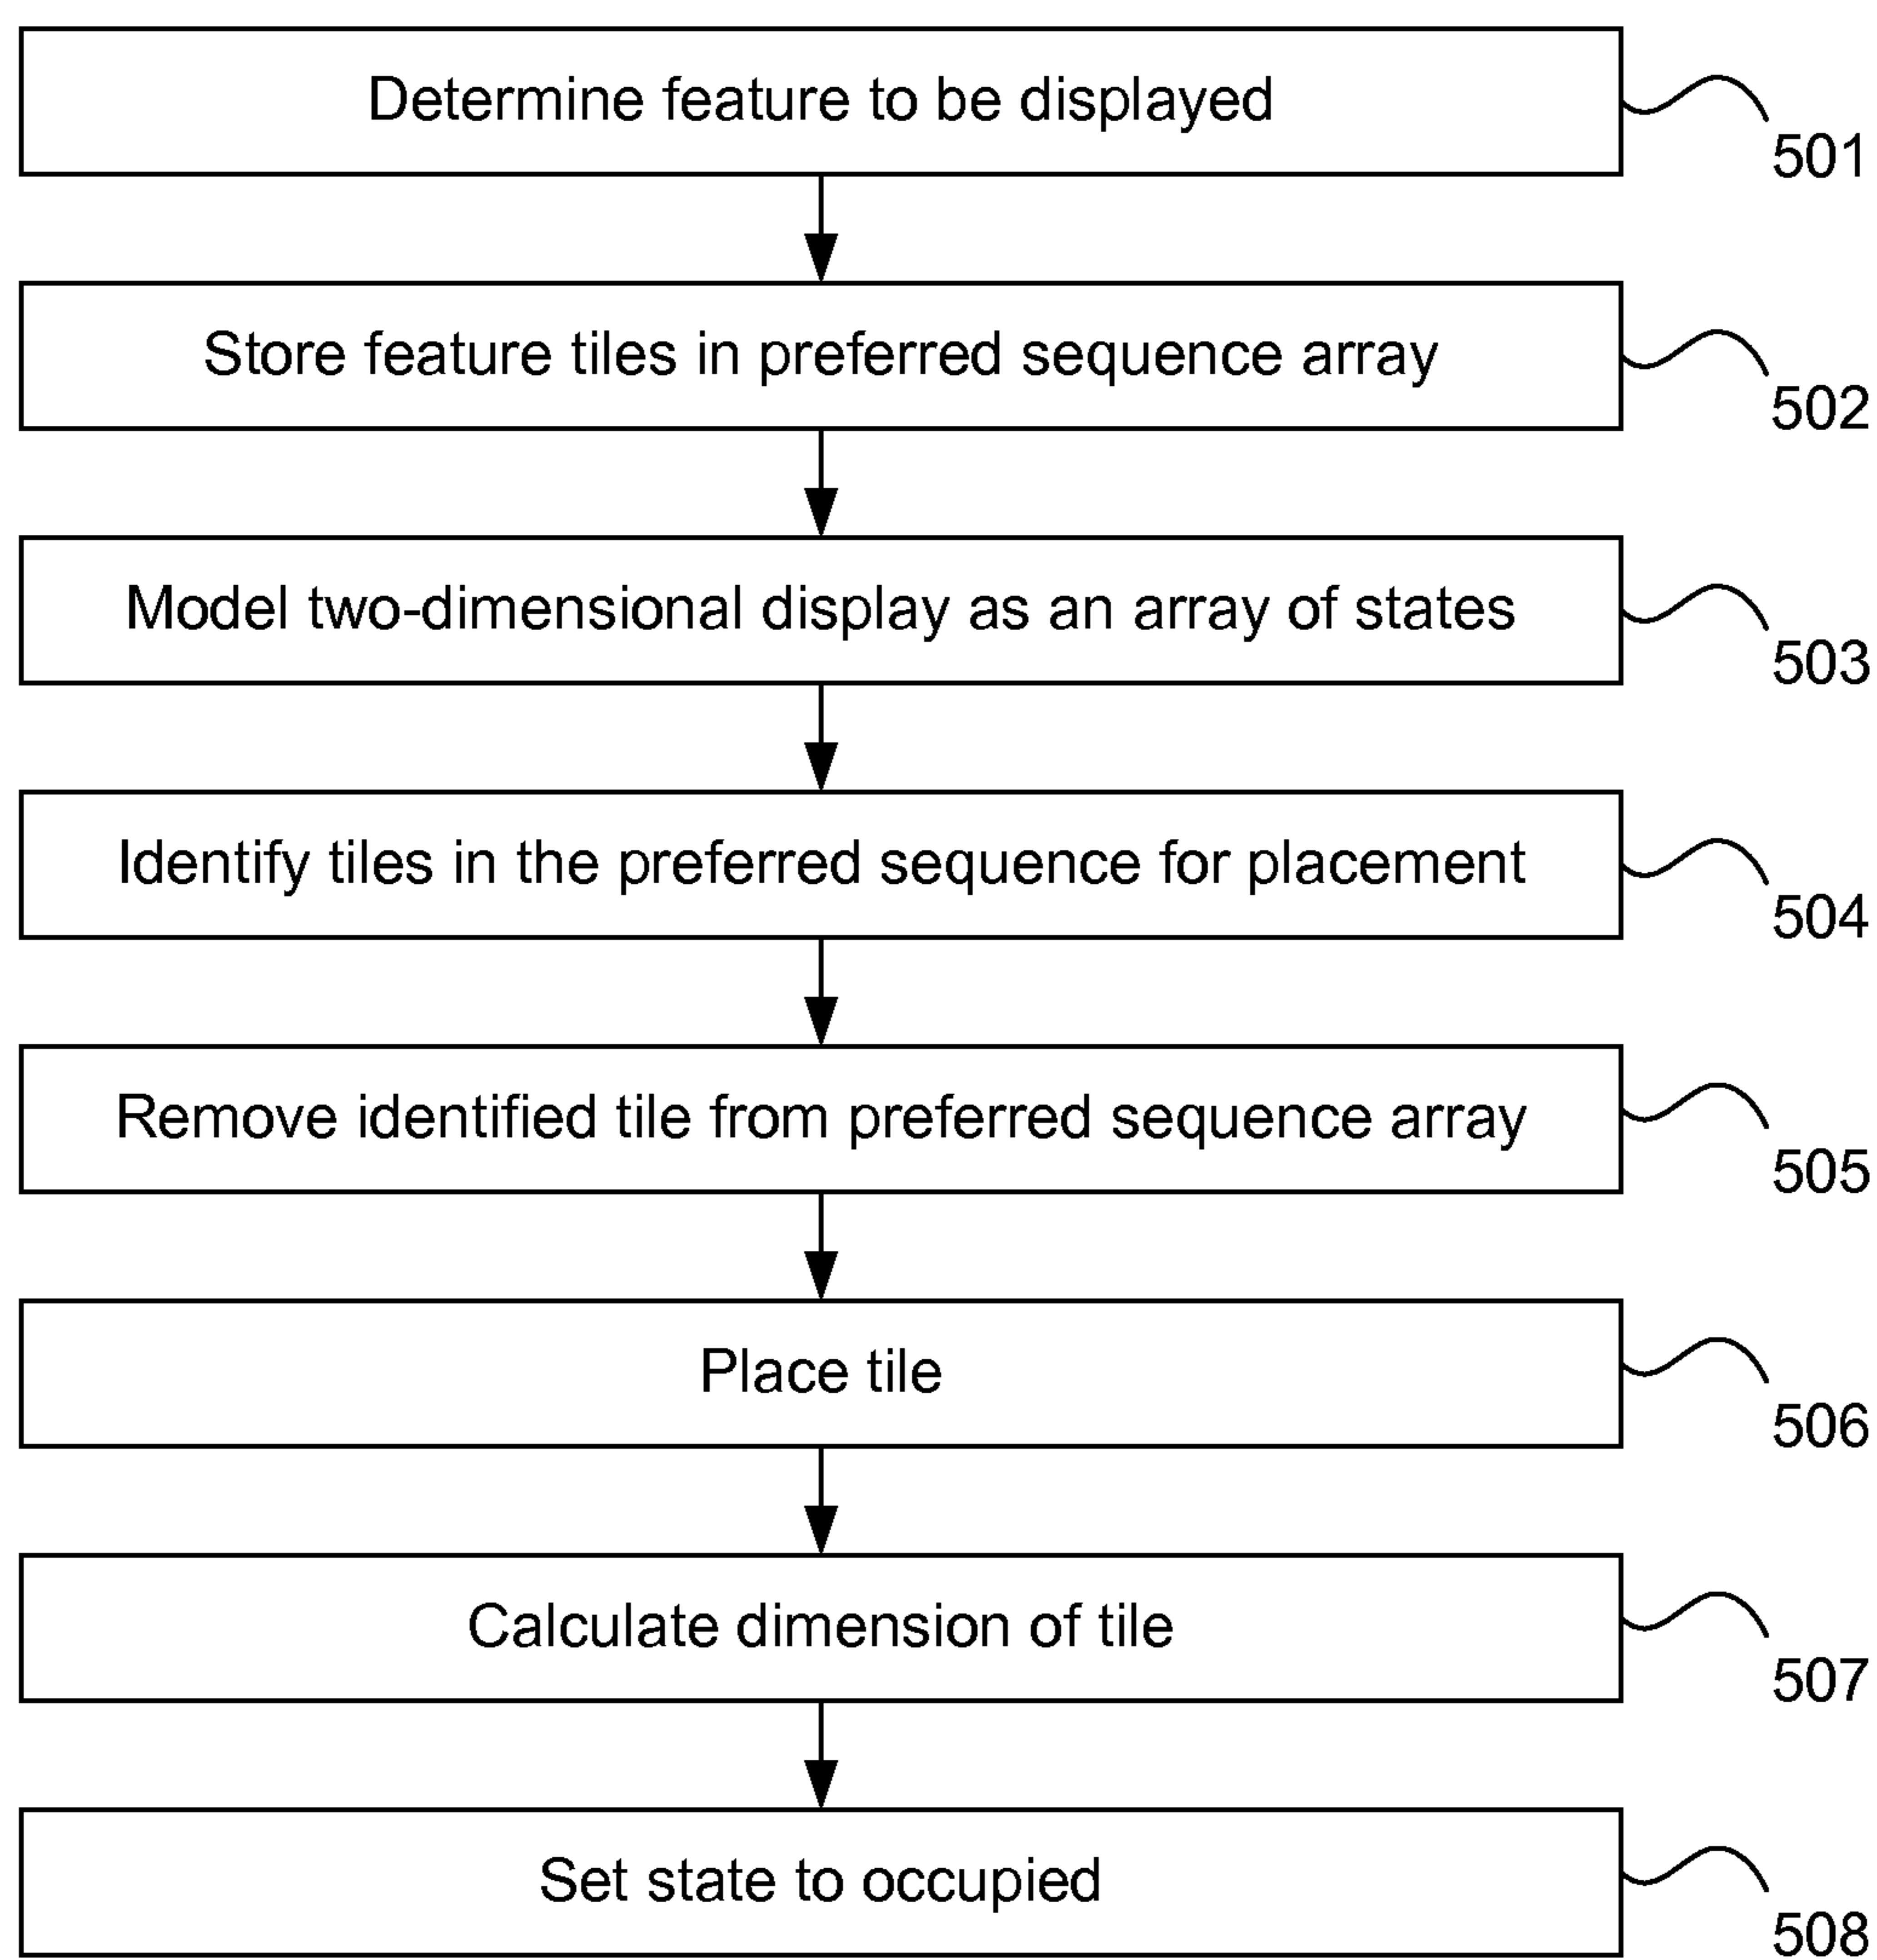 Determine feature to be displayed
501
Store feature tiles in preferred sequence array
502
Model two-dimensional display as an array of states
503
Identify tiles in the preferred sequence for placement
504
Remove identified tile from preferred sequence array
505
Place tile
506
Calculate dimension of tile
507
Set state to occupied
508